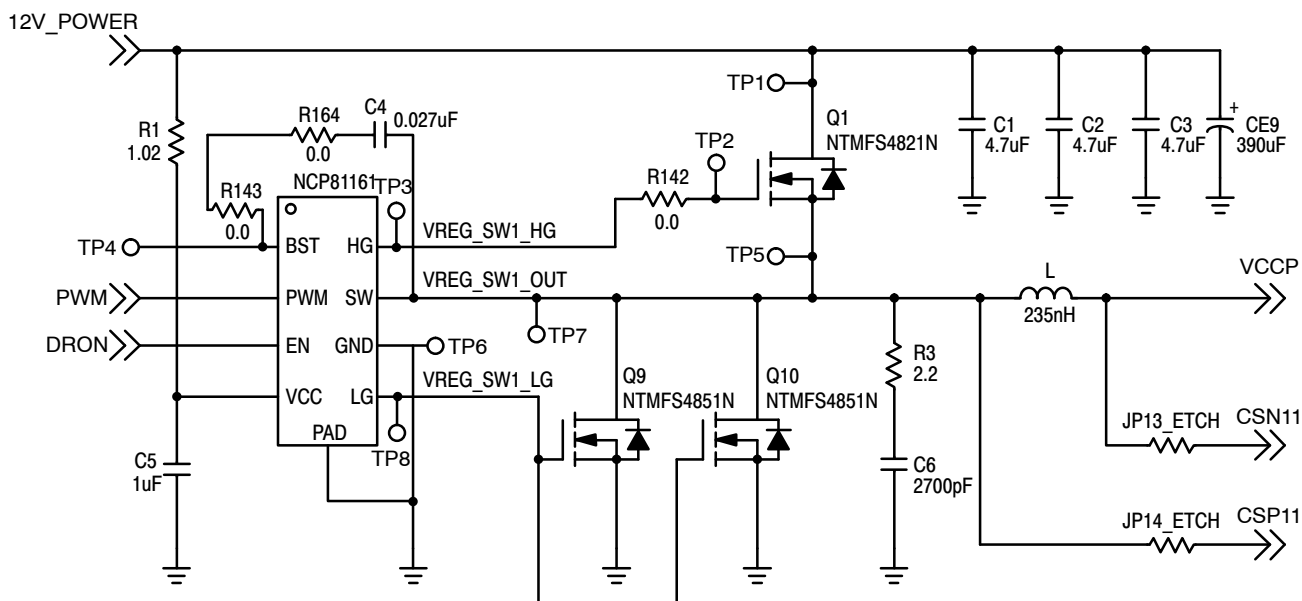 12V_POWER
R1
1.02
R164
0.0
C4
0.027uF
R143
0.0
NCP81161
TP3
TP4
BST
HG
VREG_SW1_HG
PWM
PWM
SW
VREG_SW1_OUT
DRON
EN
GND
TP6
VCC
LG
VREG_SW1_LG
PAD
TP8
TP7
C5
1uF
TP1
TP2
R142
0.0
Q1
NTMFS4821N
TP5
C1
4.7uF
C2
4.7uF
C3
4.7uF
+
CE9
390uF
L
235nH
VCCP
Q9
NTMFS4851N
Q10
NTMFS4851N
R3
2.2
C6
2700pF
JP13_ETCH
CSN11
JP14_ETCH
CSP11